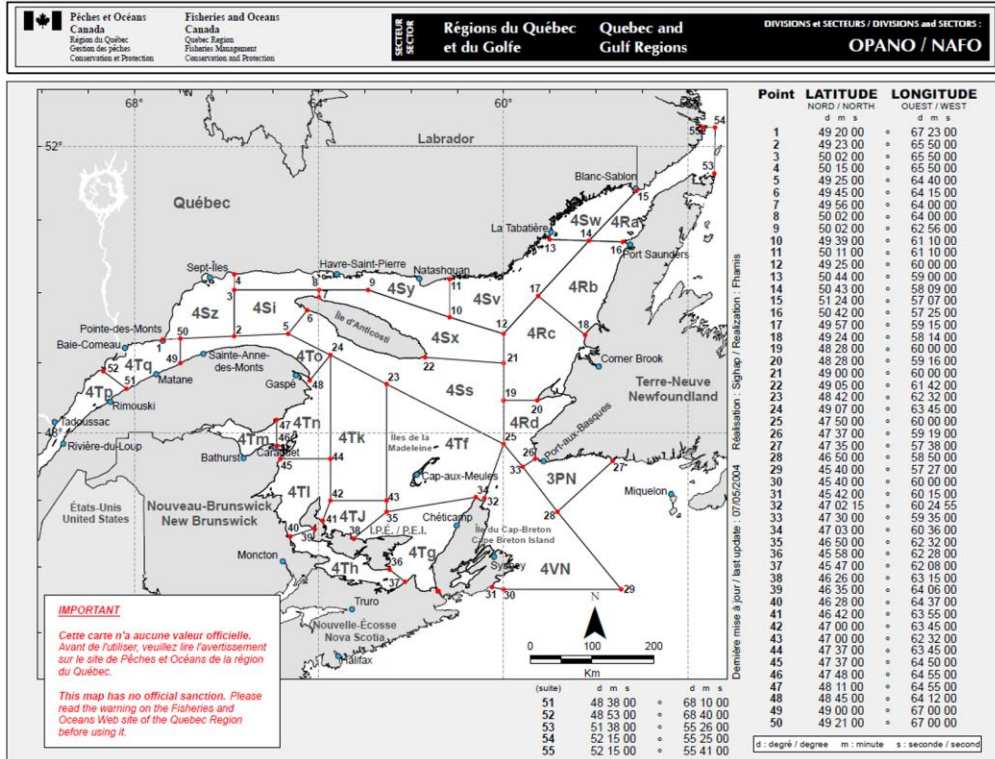 Pêches et Océans
Canada
Région du Québec
Gestion des pêches
Conservation et Protection
Fisheries and Oceans
Canada
Quebec Region
Fisheries Management
Conservation and Protection
SECTEUR
SECTOR
Régions du Québec
et du Golfe
Quebec and
Gulf Regions
DIVISIONS et SECTEURS / DIVISIONS and SECTORS :
OPANO / NAFO
68°
64°
60°
52°
48°
Labrador
Québec
Blanc-Sablon
La Tabatière
Port Saunders
Sept-Îles
Havre-Saint-Pierre
Natashquan
Pointe-des-Monts
Baie-Comeau
Île d'Anticosti
Sainte-Anne-
des-Monts
Matane
Rimouski
Gaspé
Corner Brook
Terre-Neuve
Newfoundland
Tadoussac
Rivière-du-Loup
Bathurst
Caraquet
Îles de la
Madeleine
Cap-aux-Meules
Port-aux-Basques
Miquelon
États-Unis
United States
Nouveau-Brunswick
New Brunswick
Chéticamp
Île du Cap-Breton
Cape Breton Island
I.P.É. / P.E.I.
Moncton
Sydney
Truro
Nouvelle-Écosse
Nova Scotia
Halifax
4Sw
4Ra
4Sy
4Sv
4Rb
4Sz
4Si
4Sx
4Rc
4Tq
4To
4Ss
4Tp
4Tn
4Rd
4Tm
4Tk
4Tf
3PN
4Tl
4TJ
4Tg
4Th
4VN
N
0 100 200
Km
IMPORTANT
Cette carte n'a aucune valeur officielle.
Avant de l'utiliser, veuillez lire l'avertissement
sur le site de Pêches et Océans de la région
du Québec.
This map has no official sanction. Please
read the warning on the Fisheries and
Oceans Web site of the Quebec Region
before using it.
Dernière mise à jour / last update : 07/05/2004 Réalisation : Sighap / Realization : Fhamis
Point LATITUDE LONGITUDE
NORD / NORTH OUEST / WEST
d m s d m s
1 49 20 00 ° 67 23 00
2 49 23 00 ° 65 50 00
3 50 02 00 ° 65 50 00
4 50 15 00 ° 65 50 00
5 49 25 00 ° 64 40 00
6 49 45 00 ° 64 15 00
7 49 56 00 ° 64 00 00
8 50 02 00 ° 64 00 00
9 50 02 00 ° 62 56 00
10 49 39 00 ° 61 10 00
11 50 11 00 ° 61 10 00
12 49 25 00 ° 60 00 00
13 50 44 00 ° 59 00 00
14 50 43 00 ° 58 09 00
15 51 24 00 ° 57 07 00
16 50 42 00 ° 57 25 00
17 49 57 00 ° 59 15 00
18 49 24 00 ° 58 14 00
19 48 28 00 ° 60 00 00
20 48 28 00 ° 59 16 00
21 49 00 00 ° 60 00 00
22 49 05 00 ° 61 42 00
23 48 42 00 ° 62 32 00
24 49 07 00 ° 63 45 00
25 47 50 00 ° 60 00 00
26 47 37 00 ° 59 19 00
27 47 35 00 ° 57 38 00
28 46 50 00 ° 58 50 00
29 45 40 00 ° 57 27 00
30 45 40 00 ° 60 00 00
31 45 42 00 ° 60 15 00
32 47 02 15 ° 60 24 55
33 47 30 00 ° 59 35 00
34 47 03 00 ° 60 36 00
35 46 50 00 ° 62 32 00
36 45 58 00 ° 62 28 00
37 45 47 00 ° 62 08 00
38 46 26 00 ° 63 15 00
39 46 35 00 ° 64 06 00
40 46 28 00 ° 64 37 00
41 46 42 00 ° 63 55 00
42 47 00 00 ° 63 45 00
43 47 00 00 ° 62 32 00
44 47 37 00 ° 63 45 00
45 47 37 00 ° 64 50 00
46 47 48 00 ° 64 55 00
47 48 11 00 ° 64 55 00
48 48 45 00 ° 64 12 00
49 49 00 00 ° 67 00 00
50 49 21 00 ° 67 00 00
(suite) d m s d m s
51 48 38 00 ° 68 10 00
52 48 53 00 ° 68 40 00
53 51 38 00 ° 55 26 00
54 52 15 00 ° 55 25 00
55 52 15 00 ° 55 41 00
d : degré / degree m : minute s : seconde / second